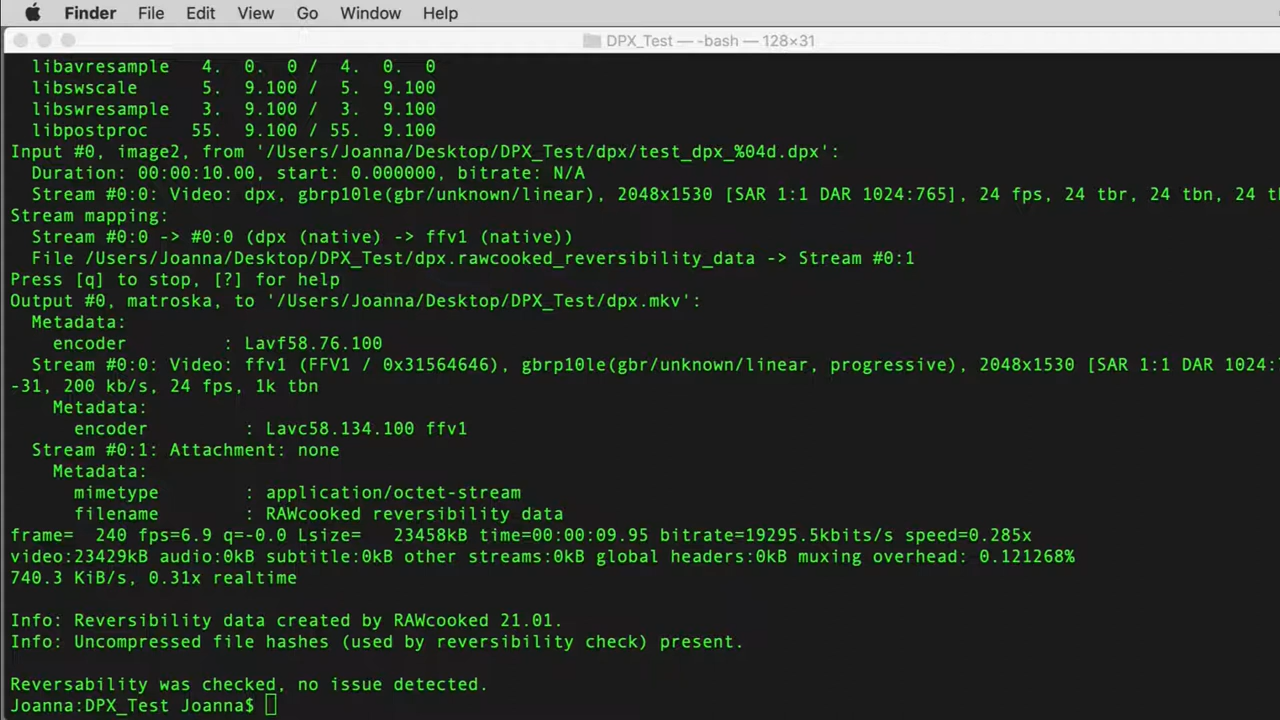 Finder File Edit View Go Window Help
DPX_Test — -bash — 128×31
libavresample 4. 0. 0 / 4. 0. 0
libswscale 5. 9.100 / 5. 9.100
libswresample 3. 9.100 / 3. 9.100
libpostproc 55. 9.100 / 55. 9.100
Input #0, image2, from '/Users/Joanna/Desktop/DPX_Test/dpx/test_dpx_%04d.dpx':
Duration: 00:00:10.00, start: 0.000000, bitrate: N/A
Stream #0:0: Video: dpx, gbrp10le(gbr/unknown/linear), 2048x1530 [SAR 1:1 DAR 1024:765], 24 fps, 24 tbr, 24 tbn, 24
Stream mapping:
Stream #0:0 -> #0:0 (dpx (native) -> ffv1 (native))
File /Users/Joanna/Desktop/DPX_Test/dpx.rawcooked_reversibility_data -> Stream #0:1
Press [q] to stop, [?] for help
Output #0, matroska, to '/Users/Joanna/Desktop/DPX_Test/dpx.mkv':
Metadata:
encoder : Lavf58.76.100
Stream #0:0: Video: ffv1 (FFV1 / 0x31564646), gbrp10le(gbr/unknown/linear, progressive), 2048x1530 [SAR 1:1 DAR 1024:
-31, 200 kb/s, 24 fps, 1k tbn
Metadata:
encoder : Lavc58.134.100 ffv1
Stream #0:1: Attachment: none
Metadata:
mimetype : application/octet-stream
filename : RAWcooked reversibility data
frame= 240 fps=6.9 q=-0.0 Lsize= 23458kB time=00:00:09.95 bitrate=19295.5kbits/s speed=0.285x
video:23429kB audio:0kB subtitle:0kB other streams:0kB global headers:0kB muxing overhead: 0.121268%
740.3 KiB/s, 0.31x realtime
Info: Reversibility data created by RAWcooked 21.01.
Info: Uncompressed file hashes (used by reversibility check) present.
Reversability was checked, no issue detected.
Joanna:DPX_Test Joanna$